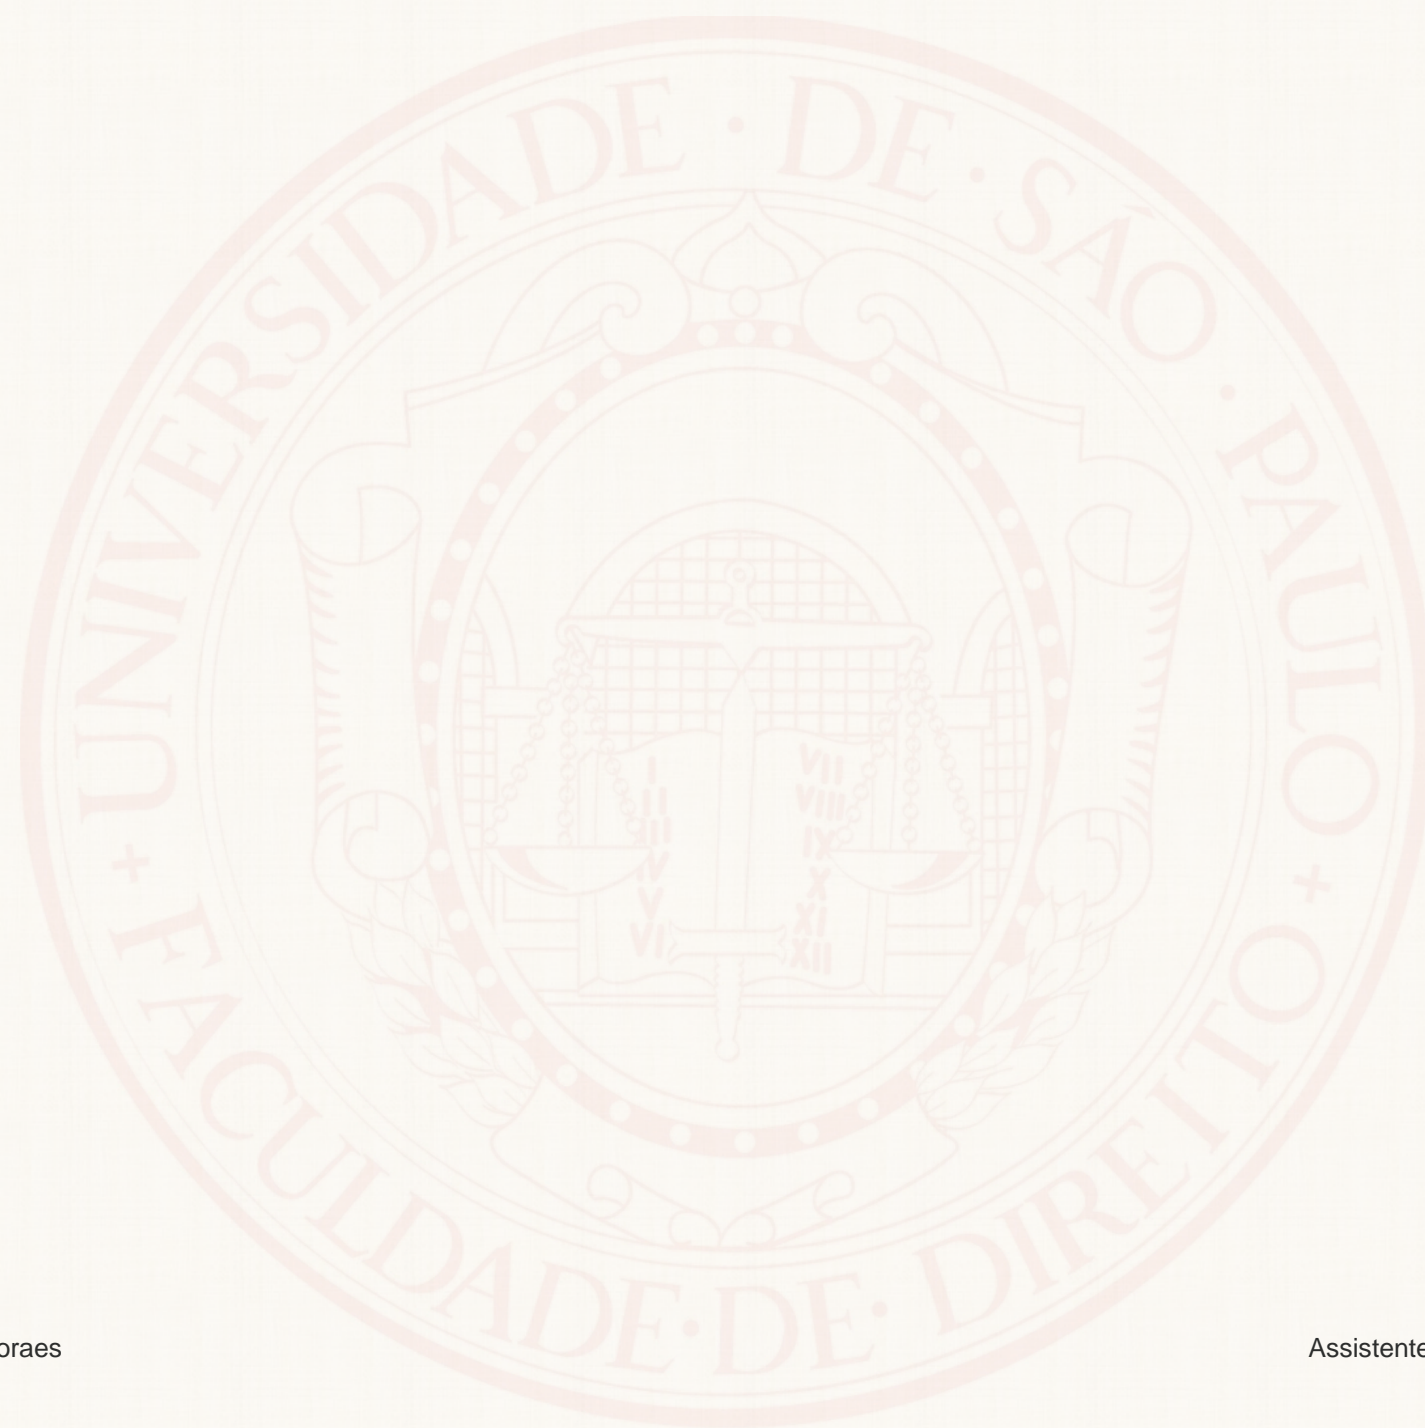 UNIVERSIDADE · DE · SÃO · PAULO
+ FACULDADE · DE · DIREITO +
I
II
III
IV
V
VI
VII
VIII
IX
X
XI
XII
oraes
Assistente